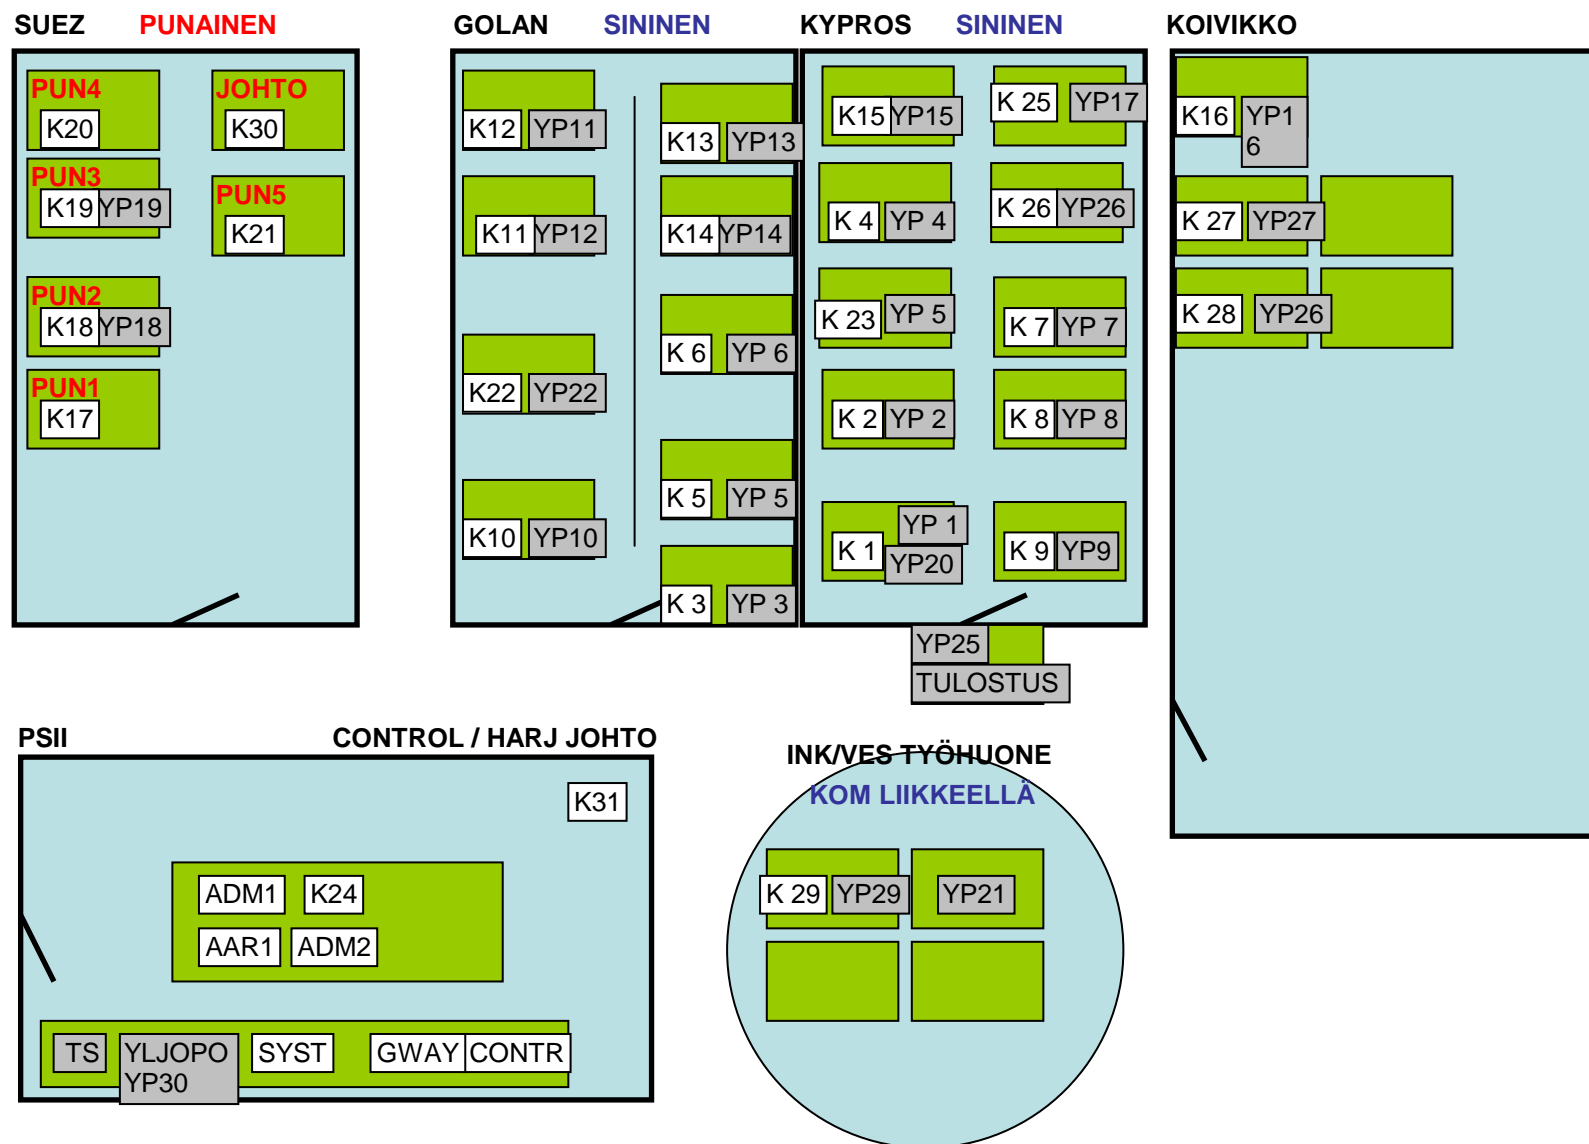 SUEZ PUNAINEN
PUN4
K20
JOHTO
K30
PUN3
K19 YP19
PUN5
K21
PUN2
K18 YP18
PUN1
K17
GOLAN SININEN
K12 YP11
K13 YP13
K11 YP12
K14 YP14
K 6 YP 6
K22 YP22
K 5 YP 5
K10 YP10
K 3 YP 3
KYPROS SININEN
K15 YP15
K 25 YP17
K 4 YP 4
K 26 YP26
K 23 YP 5
K 7 YP 7
K 2 YP 2
K 8 YP 8
YP 1
K 1
YP20
K 9 YP9
YP25
TULOSTUS
KOIVIKKO
K16 YP1
6
K 27 YP27
K 28 YP26
PSII CONTROL / HARJ JOHTO
K31
ADM1 K24
AAR1 ADM2
TS YLJOPO SYST GWAY CONTR
YP30
INK/VES TYÖHUONE
KOM LIIKKEELLÄ
K 29 YP29 YP21